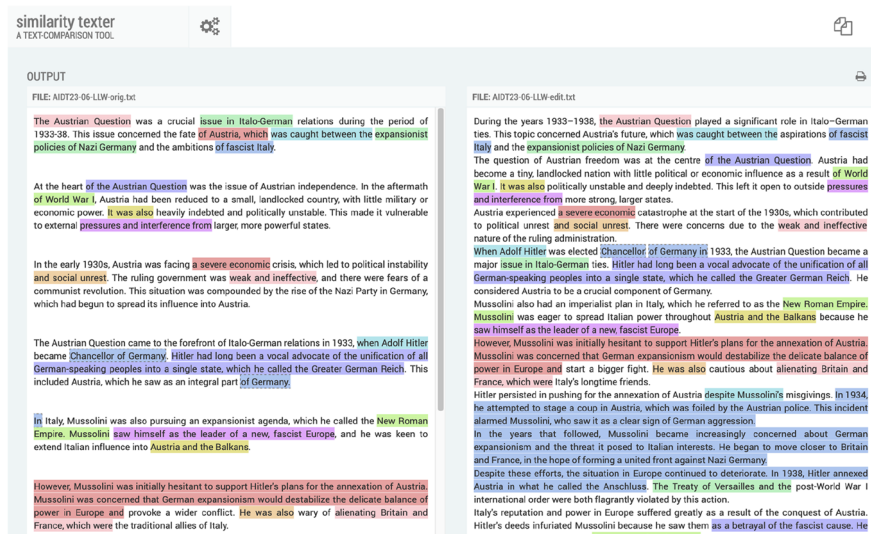 similarity texter
A TEXT-COMPARISON TOOL
OUTPUT
FILE: AIDT23-06-LLW-orig.txt
The Austrian Question was a crucial issue in Italo-German relations during the period of
1933-38. This issue concerned the fate of Austria, which was caught between the expansionist
policies of Nazi Germany and the ambitions of fascist Italy.
At the heart of the Austrian Question was the issue of Austrian independence. In the aftermath
of World War I, Austria had been reduced to a small, landlocked country, with little military or
economic power. It was also heavily indebted and politically unstable. This made it vulnerable
to external pressures and interference from larger, more powerful states.
In the early 1930s, Austria was facing a severe economic crisis, which led to political instability
and social unrest. The ruling government was weak and ineffective, and there were fears of a
communist revolution. This situation was compounded by the rise of the Nazi Party in Germany,
which had begun to spread its influence into Austria.
The Austrian Question came to the forefront of Italo-German relations in 1933, when Adolf Hitler
became Chancellor of Germany. Hitler had long been a vocal advocate of the unification of all
German-speaking peoples into a single state, which he called the Greater German Reich. This
included Austria, which he saw as an integral part of Germany.
In Italy, Mussolini was also pursuing an expansionist agenda, which he called the New Roman
Empire. Mussolini saw himself as the leader of a new, fascist Europe, and he was keen to
extend Italian influence into Austria and the Balkans.
However, Mussolini was initially hesitant to support Hitler's plans for the annexation of Austria.
Mussolini was concerned that German expansionism would destabilize the delicate balance of
power in Europe and provoke a wider conflict. He was also wary of alienating Britain and
France, which were the traditional allies of Italy.
FILE: AIDT23-06-LLW-edit.txt
During the years 1933–1938, the Austrian Question played a significant role in Italo–German
ties. This topic concerned Austria's future, which was caught between the aspirations of fascist
Italy and the expansionist policies of Nazi Germany.
The question of Austrian freedom was at the centre of the Austrian Question. Austria had
become a tiny, landlocked nation with little political or economic influence as a result of World
War I. It was also politically unstable and deeply indebted. This left it open to outside pressures
and interference from more strong, larger states.
Austria experienced a severe economic catastrophe at the start of the 1930s, which contributed
to political unrest and social unrest. There were concerns due to the weak and ineffective
nature of the ruling administration.
When Adolf Hitler was elected Chancellor of Germany in 1933, the Austrian Question became a
major issue in Italo-German ties. Hitler had long been a vocal advocate of the unification of all
German-speaking peoples into a single state, which he called the Greater German Reich. He
considered Austria to be a crucial component of Germany.
Mussolini also had an imperialist plan in Italy, which he referred to as the New Roman Empire.
Mussolini was eager to spread Italian power throughout Austria and the Balkans because he
saw himself as the leader of a new, fascist Europe.
However, Mussolini was initially hesitant to support Hitler's plans for the annexation of Austria.
Mussolini was concerned that German expansionism would destabilize the delicate balance of
power in Europe and start a bigger fight. He was also cautious about alienating Britain and
France, which were Italy's longtime friends.
Hitler persisted in pushing for the annexation of Austria despite Mussolini's misgivings. In 1934,
he attempted to stage a coup in Austria, which was foiled by the Austrian police. This incident
alarmed Mussolini, who saw it as a clear sign of German aggression.
In the years that followed, Mussolini became increasingly concerned about German
expansionism and the threat it posed to Italian interests. He began to move closer to Britain
and France, in the hope of forming a united front against Nazi Germany.
Despite these efforts, the situation in Europe continued to deteriorate. In 1938, Hitler annexed
Austria in what he called the Anschluss. The Treaty of Versailles and the post-World War I
international order were both flagrantly violated by this action.
Italy's reputation and power in Europe suffered greatly as a result of the conquest of Austria.
Hitler's deeds infuriated Mussolini because he saw them as a betrayal of the fascist cause. He